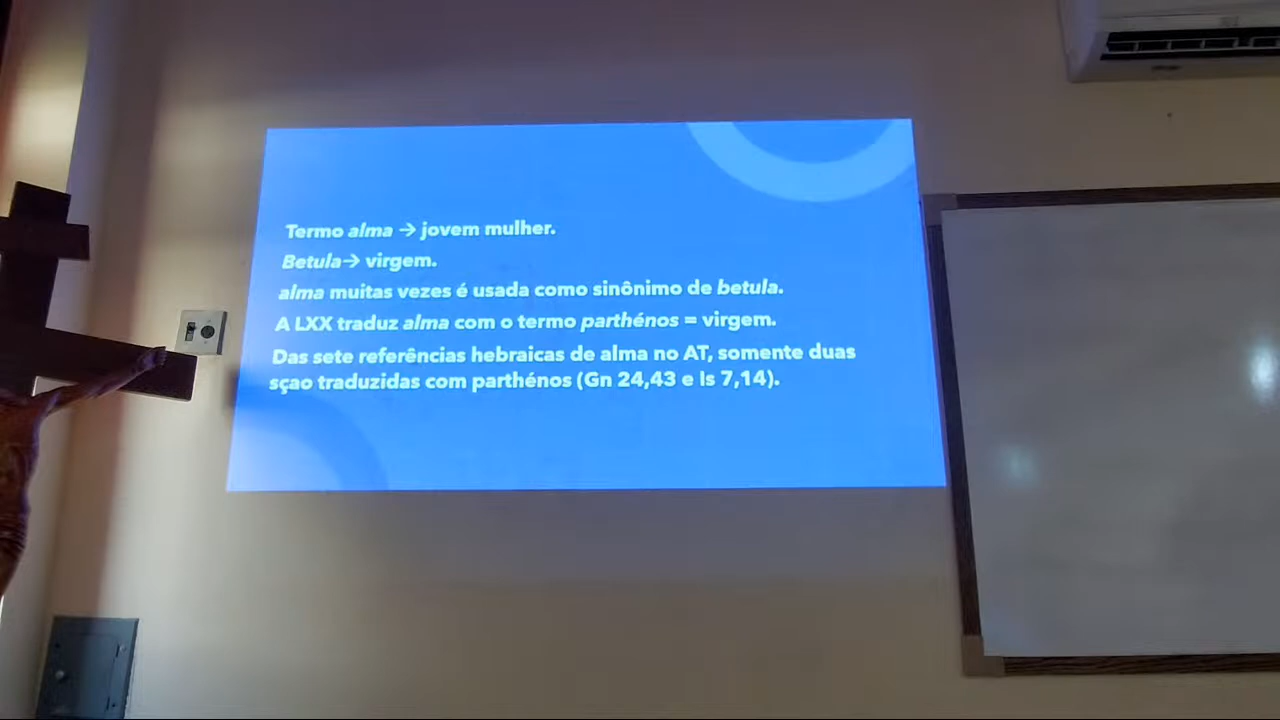 Termo alma → jovem mulher.
Betula→ virgem.
alma muitas vezes é usada como sinônimo de betula.
A LXX traduz alma com o termo parthénos = virgem.
Das sete referências hebraicas de alma no AT, somente duas
sçao traduzidas com parthénos (Gn 24,43 e Is 7,14).